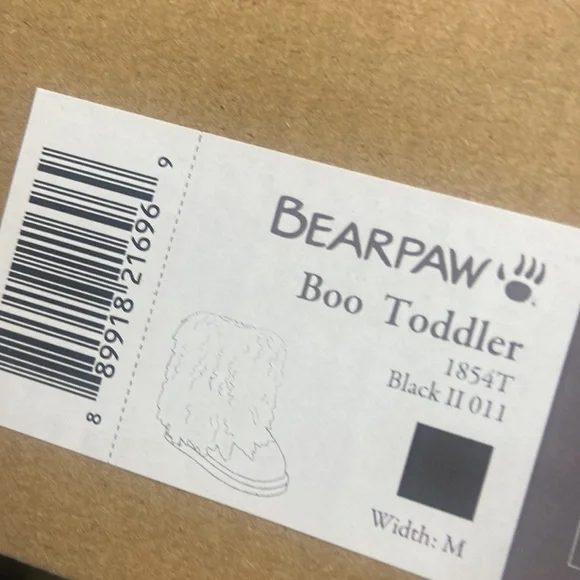 BEARPAW
Boo Toddler
1854T
Black II 011
Width: M
8 89918 21696 9